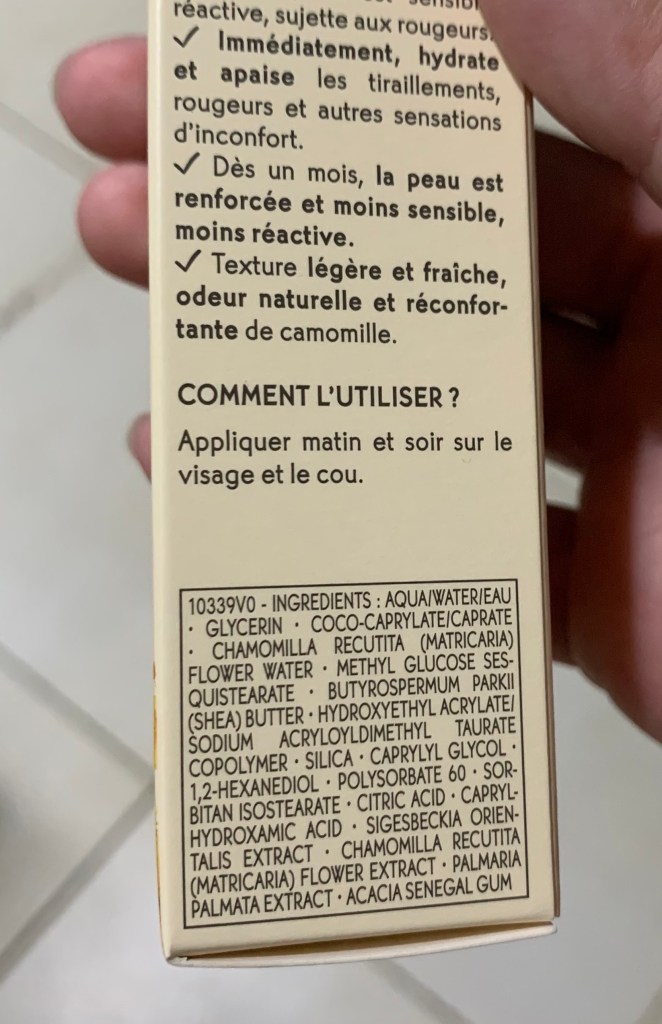 réactive, sujette aux rougeurs.
✓ Immédiatement, hydrate
et apaise les tiraillements,
rougeurs et autres sensations
d'inconfort.
✓ Dès un mois, la peau est
renforcée et moins sensible,
moins réactive.
✓ Texture légère et fraîche,
odeur naturelle et réconfor-
tante de camomille.
COMMENT L'UTILISER ?
Appliquer matin et soir sur le
visage et le cou.
10339V0 - INGREDIENTS : AQUA/WATER/EAU
· GLYCERIN · COCO-CAPRYLATE/CAPRATE
· CHAMOMILLA RECUTITA (MATRICARIA)
FLOWER WATER · METHYL GLUCOSE SES-
QUISTEARATE · BUTYROSPERMUM PARKII
(SHEA) BUTTER · HYDROXYETHYL ACRYLATE/
SODIUM ACRYLOYLDIMETHYL TAURATE
COPOLYMER · SILICA · CAPRYLYL GLYCOL ·
1,2-HEXANEDIOL · POLYSORBATE 60 · SOR-
BITAN ISOSTEARATE · CITRIC ACID · CAPRYL-
HYDROXAMIC ACID · SIGESBECKIA ORIEN-
TALIS EXTRACT · CHAMOMILLA RECUTITA
(MATRICARIA) FLOWER EXTRACT · PALMARIA
PALMATA EXTRACT · ACACIA SENEGAL GUM